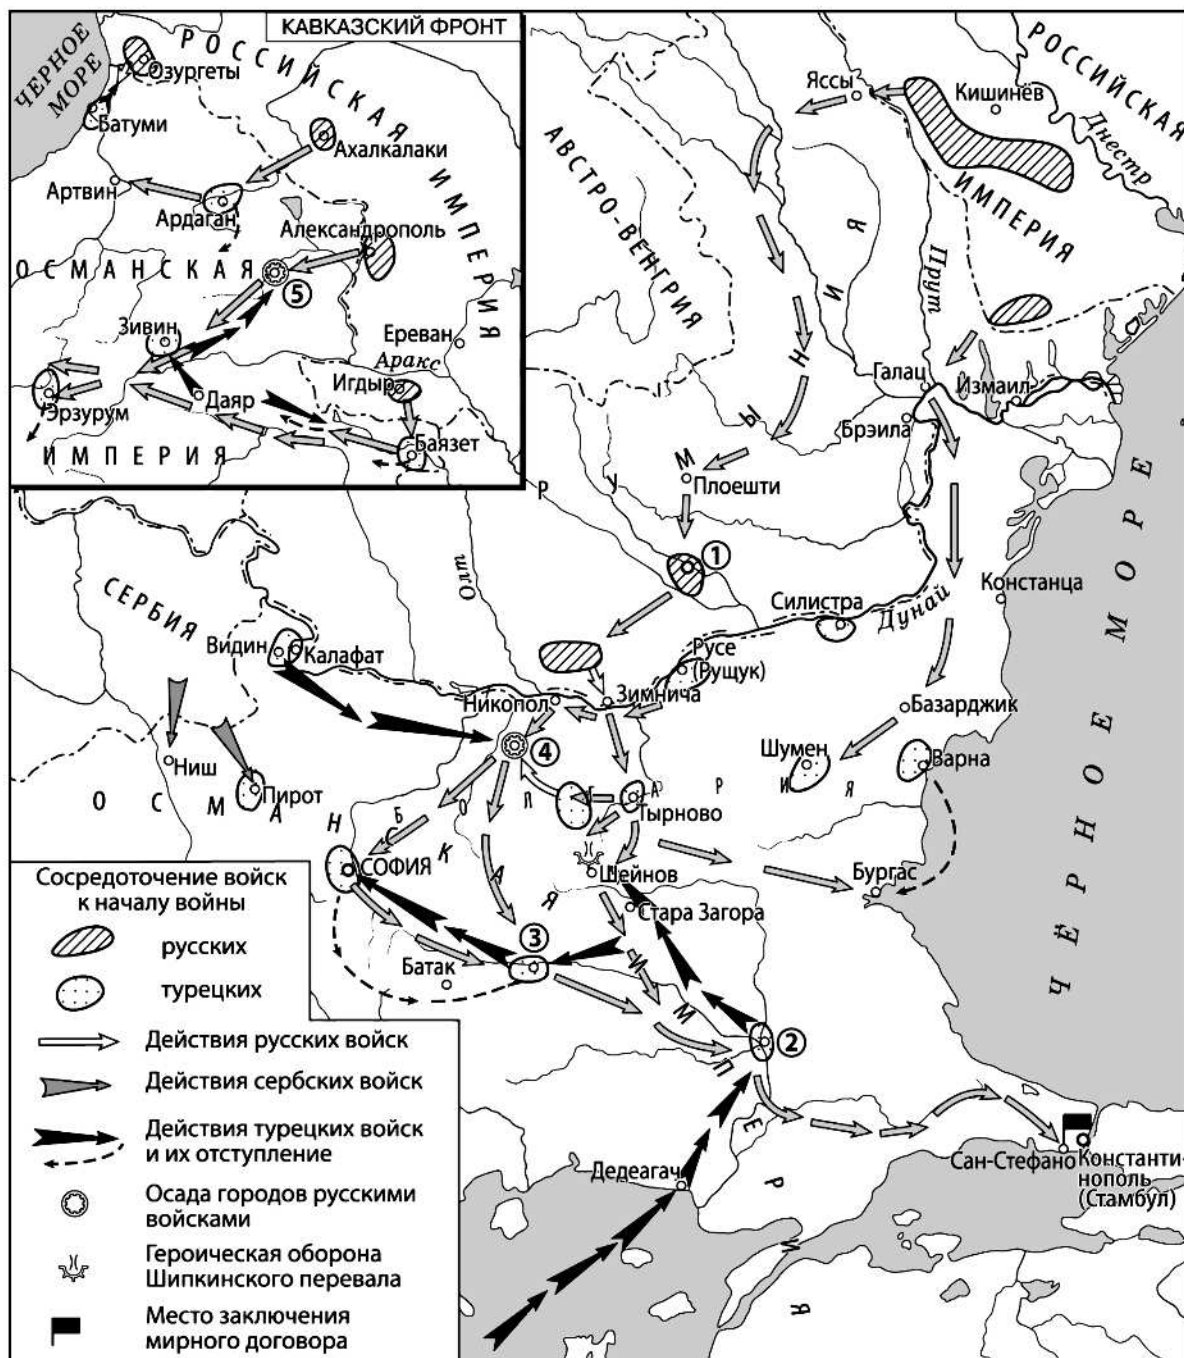 КАВКАЗСКИЙ ФРОНТ
ЧЕРНОЕ
МОРЕ
РОССИЙСКАЯ
ИМПЕРИЯ
Озургеты
Батуми
Ахалкалаки
Артвин
Ардаган
Александрополь
ОСМАНСКАЯ
5
Зивин
Ереван
Аракс
Игдыр
Эрзурум
Даяр
Баязет
ИМПЕРИЯ
РОССИЙСКАЯ
ИМПЕРИЯ
Яссы
Кишинёв
Днестр
АВСТРО-ВЕНГРИЯ
РУМЫНИЯ
Прут
Галац
Измаил
Брэила
Плоешти
1
Олт
Констанца
СЕРБИЯ
Силистра
Дунай
Видин
Калафат
Русе
(Рущук)
Никопол
Зимнича
Базарджик
4
Шумен
Варна
Ниш
Пирот
БОЛГАРИЯ
Тырново
ОСМАНСКАЯ ИМПЕРИЯ
СОФИЯ
Шейнов
Бургас
Стара Загора
3
Батак
2
ЧЁРНОЕ МОРЕ
Дедеагач
Сан-Стефано
Константи-
нополь
(Стамбул)
Сосредоточение войск
к началу войны
русских
турецких
Действия русских войск
Действия сербских войск
Действия турецких войск
и их отступление
Осада городов русскими
войсками
Героическая оборона
Шипкинского перевала
Место заключения
мирного договора